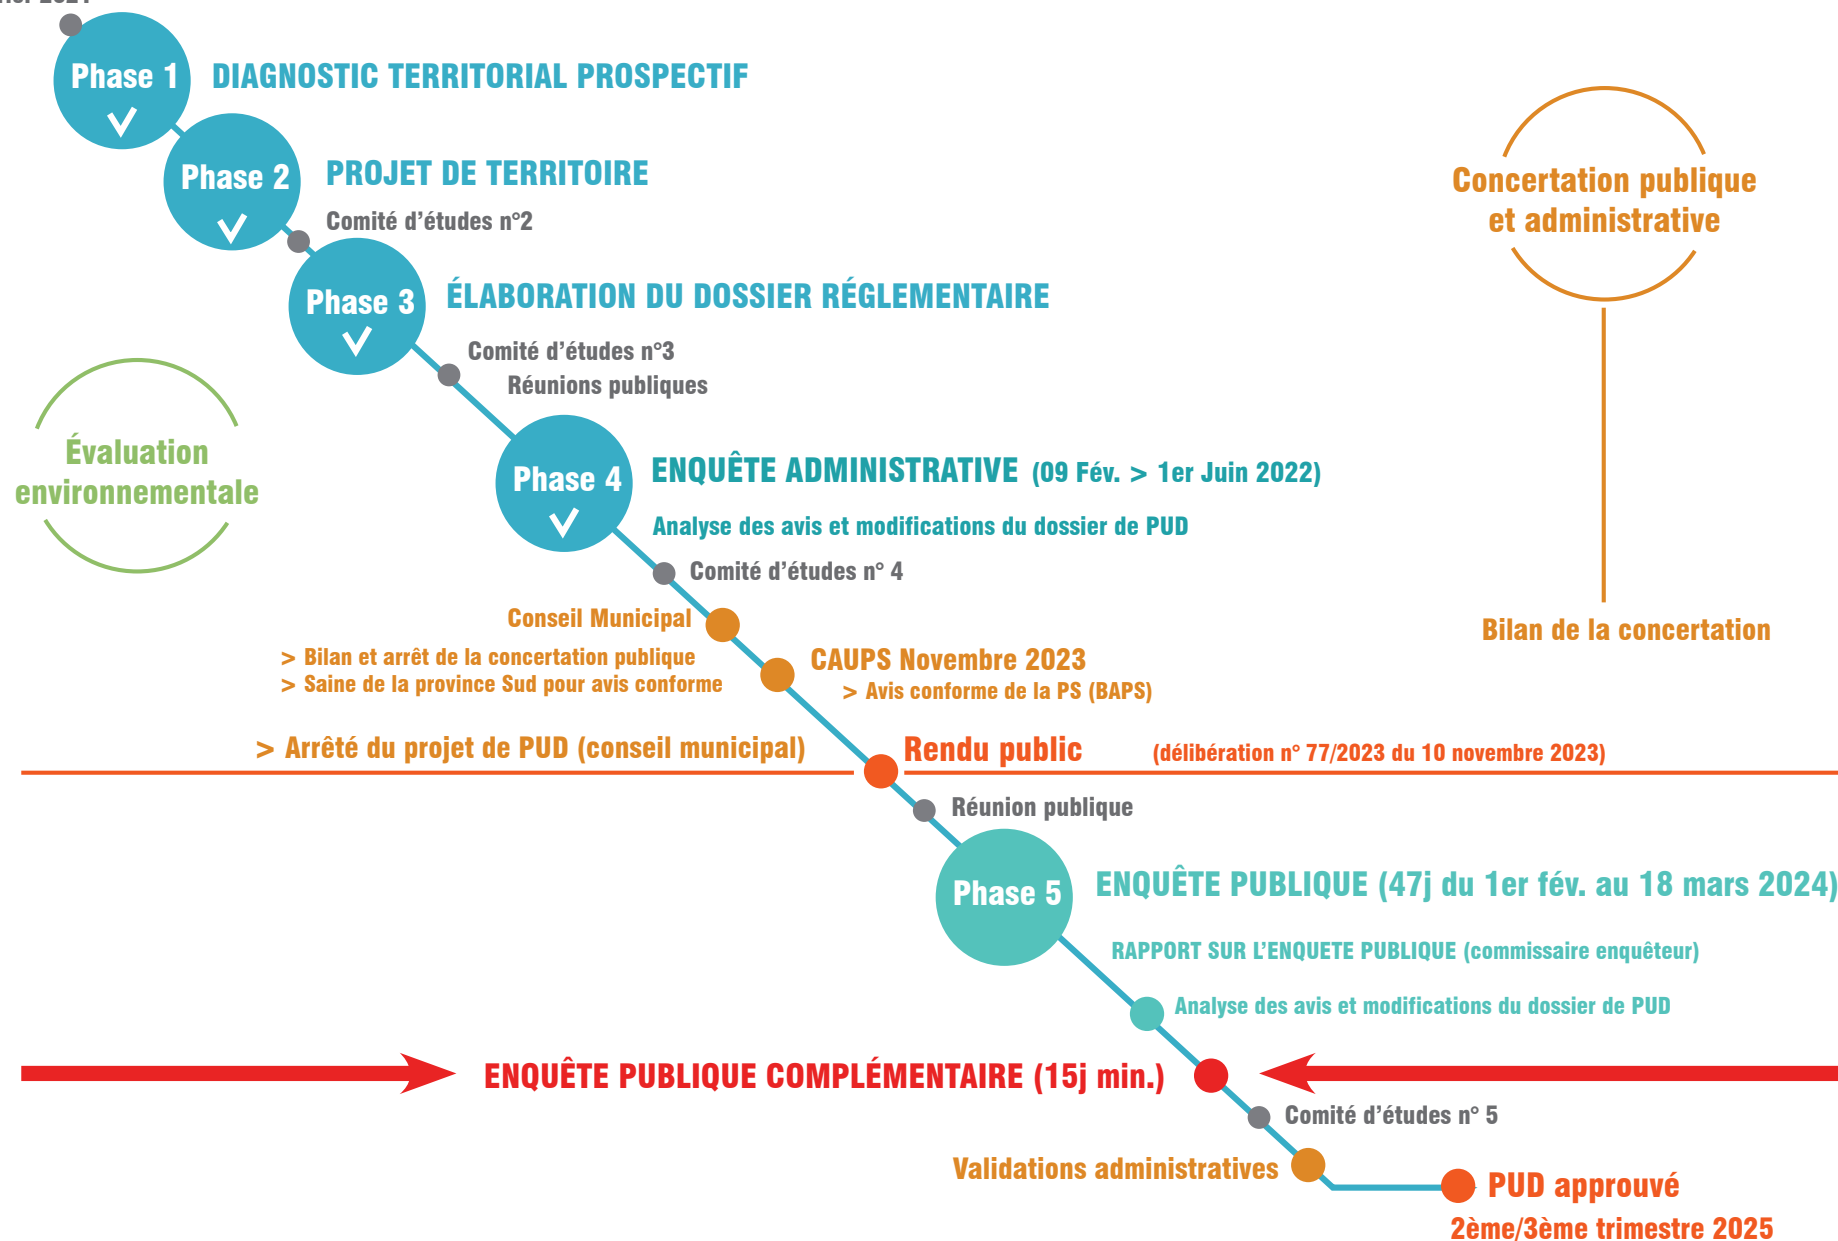 2021
Phase 1
DIAGNOSTIC TERRITORIAL PROSPECTIF
Phase 2
PROJET DE TERRITOIRE
Comité d’études n°2
Concertation publique
et administrative
Phase 3
ÉLABORATION DU DOSSIER RÉGLEMENTAIRE
Comité d’études n°3
Réunions publiques
Évaluation
environnementale
Phase 4
ENQUÊTE ADMINISTRATIVE (09 Fév. > 1er Juin 2022)
Analyse des avis et modifications du dossier de PUD
Comité d’études n° 4
Conseil Municipal
> Bilan et arrêt de la concertation publique
> Saine de la province Sud pour avis conforme
Bilan de la concertation
CAUPS Novembre 2023
> Avis conforme de la PS (BAPS)
> Arrêté du projet de PUD (conseil municipal)
Rendu public (délibération n° 77/2023 du 10 novembre 2023)
Réunion publique
Phase 5
ENQUÊTE PUBLIQUE (47j du 1er fév. au 18 mars 2024)
RAPPORT SUR L’ENQUETE PUBLIQUE (commissaire enquêteur)
Analyse des avis et modifications du dossier de PUD
ENQUÊTE PUBLIQUE COMPLÉMENTAIRE (15j min.)
Comité d’études n° 5
Validations administratives
PUD approuvé
2ème/3ème trimestre 2025